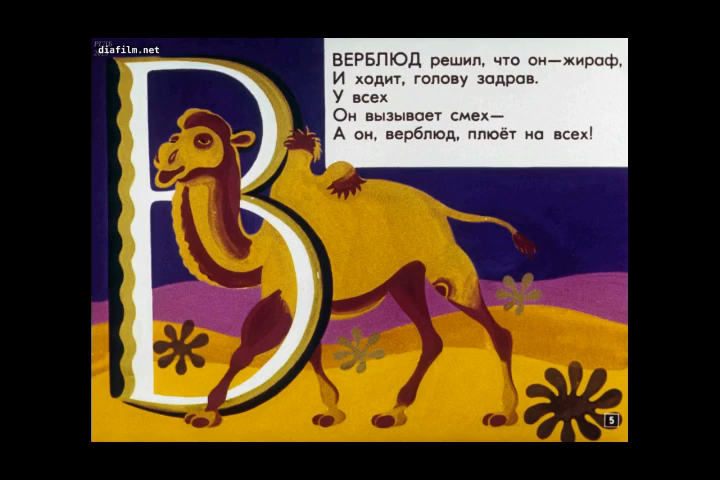 diafilm.net
ВЕРБЛЮД решил, что он—жираф,
И ходит, голову задрав.
У всех
Он вызывает смех—
А он, верблюд, плюёт на всех!
В
5